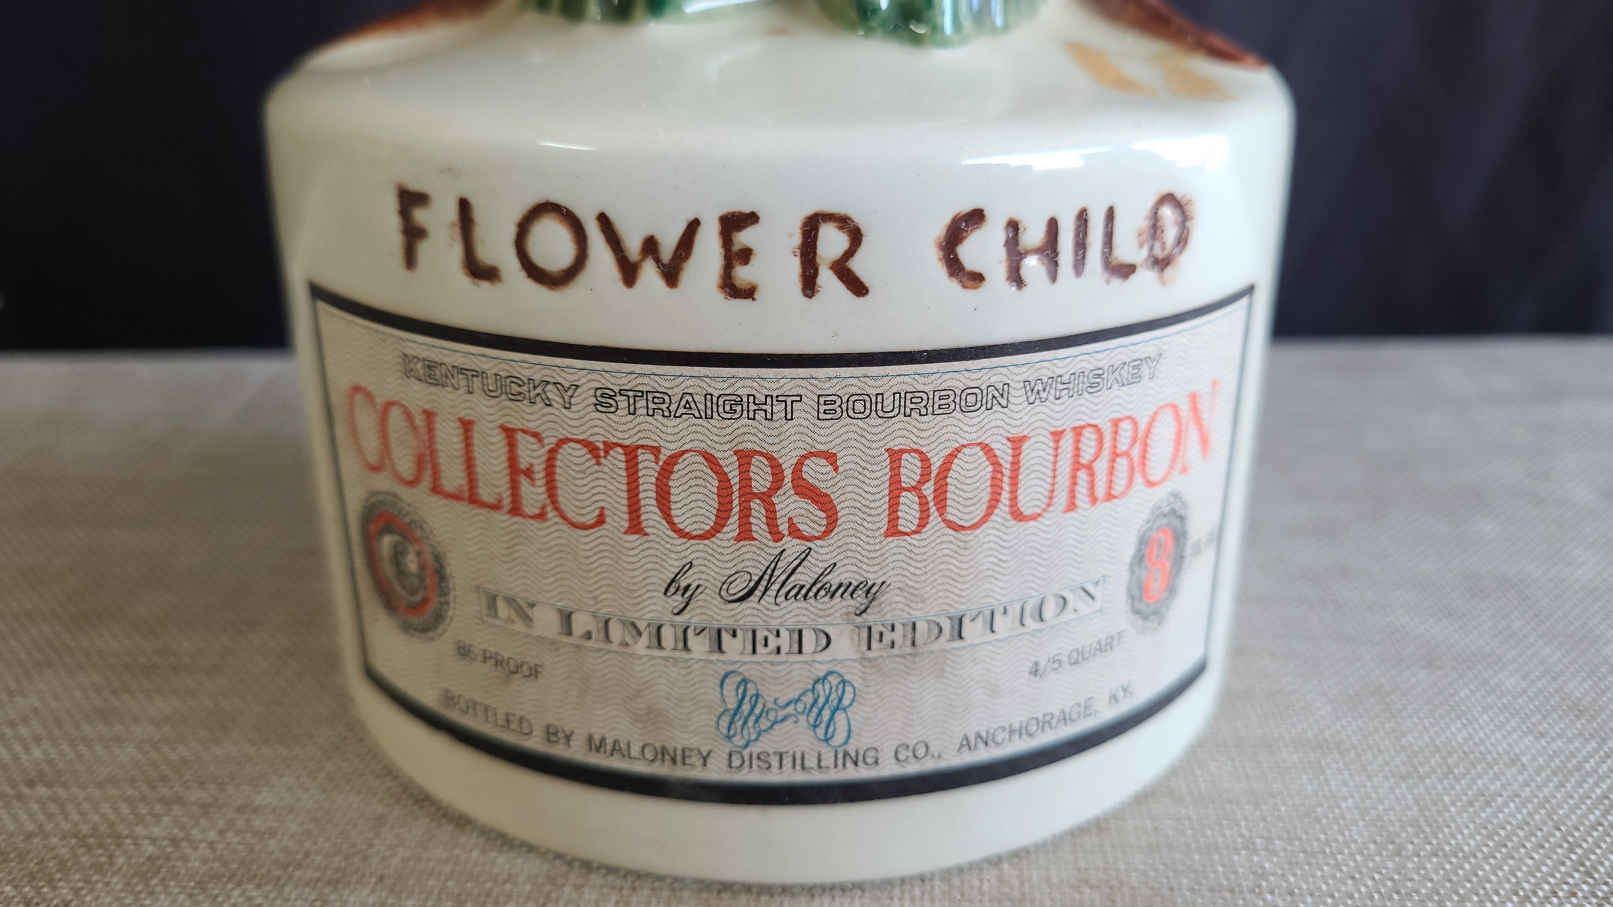 FLOWER CHILD
KENTUCKY STRAIGHT BOURBON WHISKEY
COLLECTORS BOURBON
by Maloney
8
IN LIMITED EDITION
86 PROOF
4/5 QUART
BOTTLED BY MALONEY DISTILLING CO., ANCHORAGE, KY.